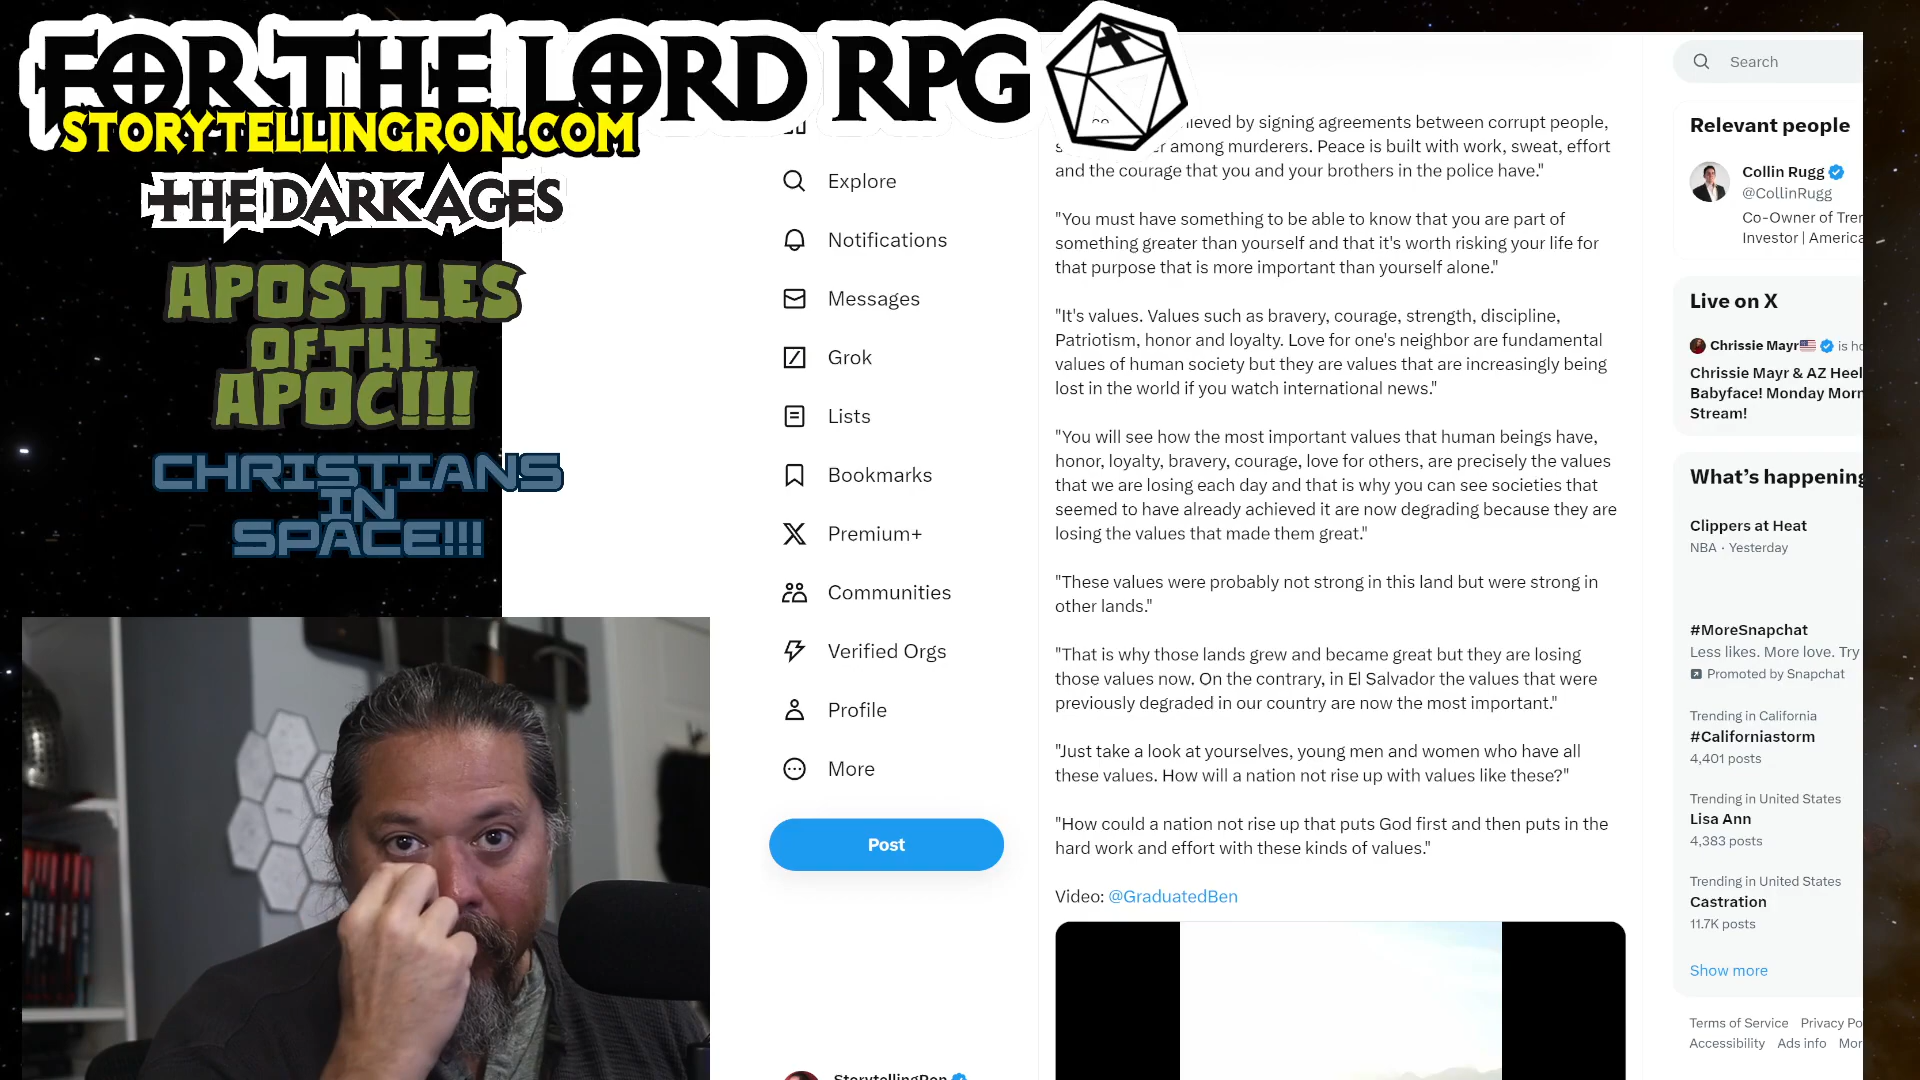 FOR THE LORD RPG
STORYTELLINGRON.COM
THE DARK AGES
APOSTLES
OF THE
APOC!!!
CHRISTIANS
IN
SPACE!!!
Explore
Notifications
Messages
Grok
Lists
Bookmarks
Premium+
Communities
Verified Orgs
Profile
More
Post
StorytellingRon
by signing agreements between corrupt people,
among murderers. Peace is built with work, sweat, effort
and the courage that you and your brothers in the police have."
"You must have something to be able to know that you are part of
something greater than yourself and that it's worth risking your life for
that purpose that is more important than yourself alone."
"It's values. Values such as bravery, courage, strength, discipline,
Patriotism, honor and loyalty. Love for one's neighbor are fundamental
values of human society but they are values that are increasingly being
lost in the world if you watch international news."
"You will see how the most important values that human beings have,
honor, loyalty, bravery, courage, love for others, are precisely the values
that we are losing each day and that is why you can see societies that
seemed to have already achieved it are now degrading because they are
losing the values that made them great."
"These values were probably not strong in this land but were strong in
other lands."
"That is why those lands grew and became great but they are losing
those values now. On the contrary, in El Salvador the values that were
previously degraded in our country are now the most important."
"Just take a look at yourselves, young men and women who have all
these values. How will a nation not rise up with values like these?"
"How could a nation not rise up that puts God first and then puts in the
hard work and effort with these kinds of values."
Video: @GraduatedBen
Search
Relevant people
Collin Rugg
@CollinRugg
Co-Owner of Tren
Investor | America
Live on X
Chrissie Mayr is ho
Chrissie Mayr & AZ Heel
Babyface! Monday Morn
Stream!
What's happening
Clippers at Heat
NBA · Yesterday
#MoreSnapchat
Less likes. More love. Try
Promoted by Snapchat
Trending in California
#Californiastorm
4,401 posts
Trending in United States
Lisa Ann
4,383 posts
Trending in United States
Castration
11.7K posts
Show more
Terms of Service Privacy Po
Accessibility Ads info Mor